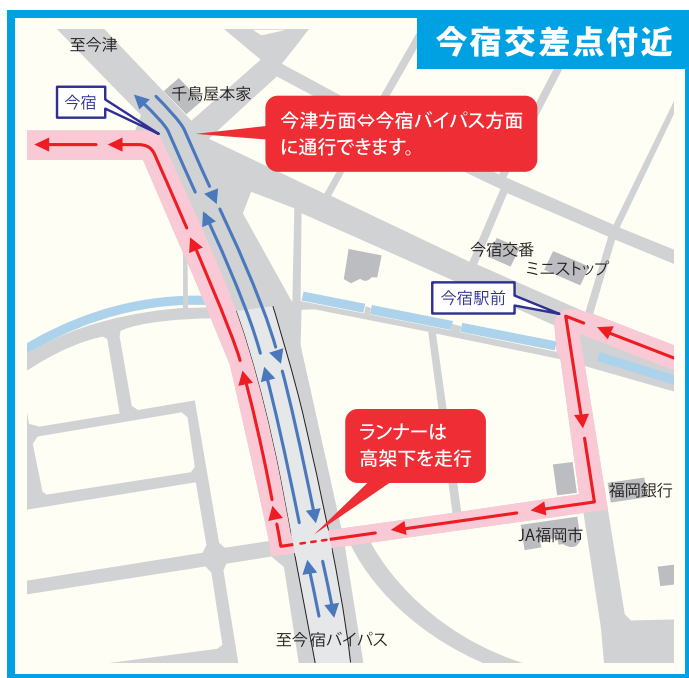 今宿交差点付近
至今津
千鳥屋本家
今宿
今津方面⇔今宿バイパス方面
に通行できます。
今宿交番
ミニストップ
今宿駅前
ランナーは
高架下を走行
福岡銀行
JA福岡市
至今宿バイパス